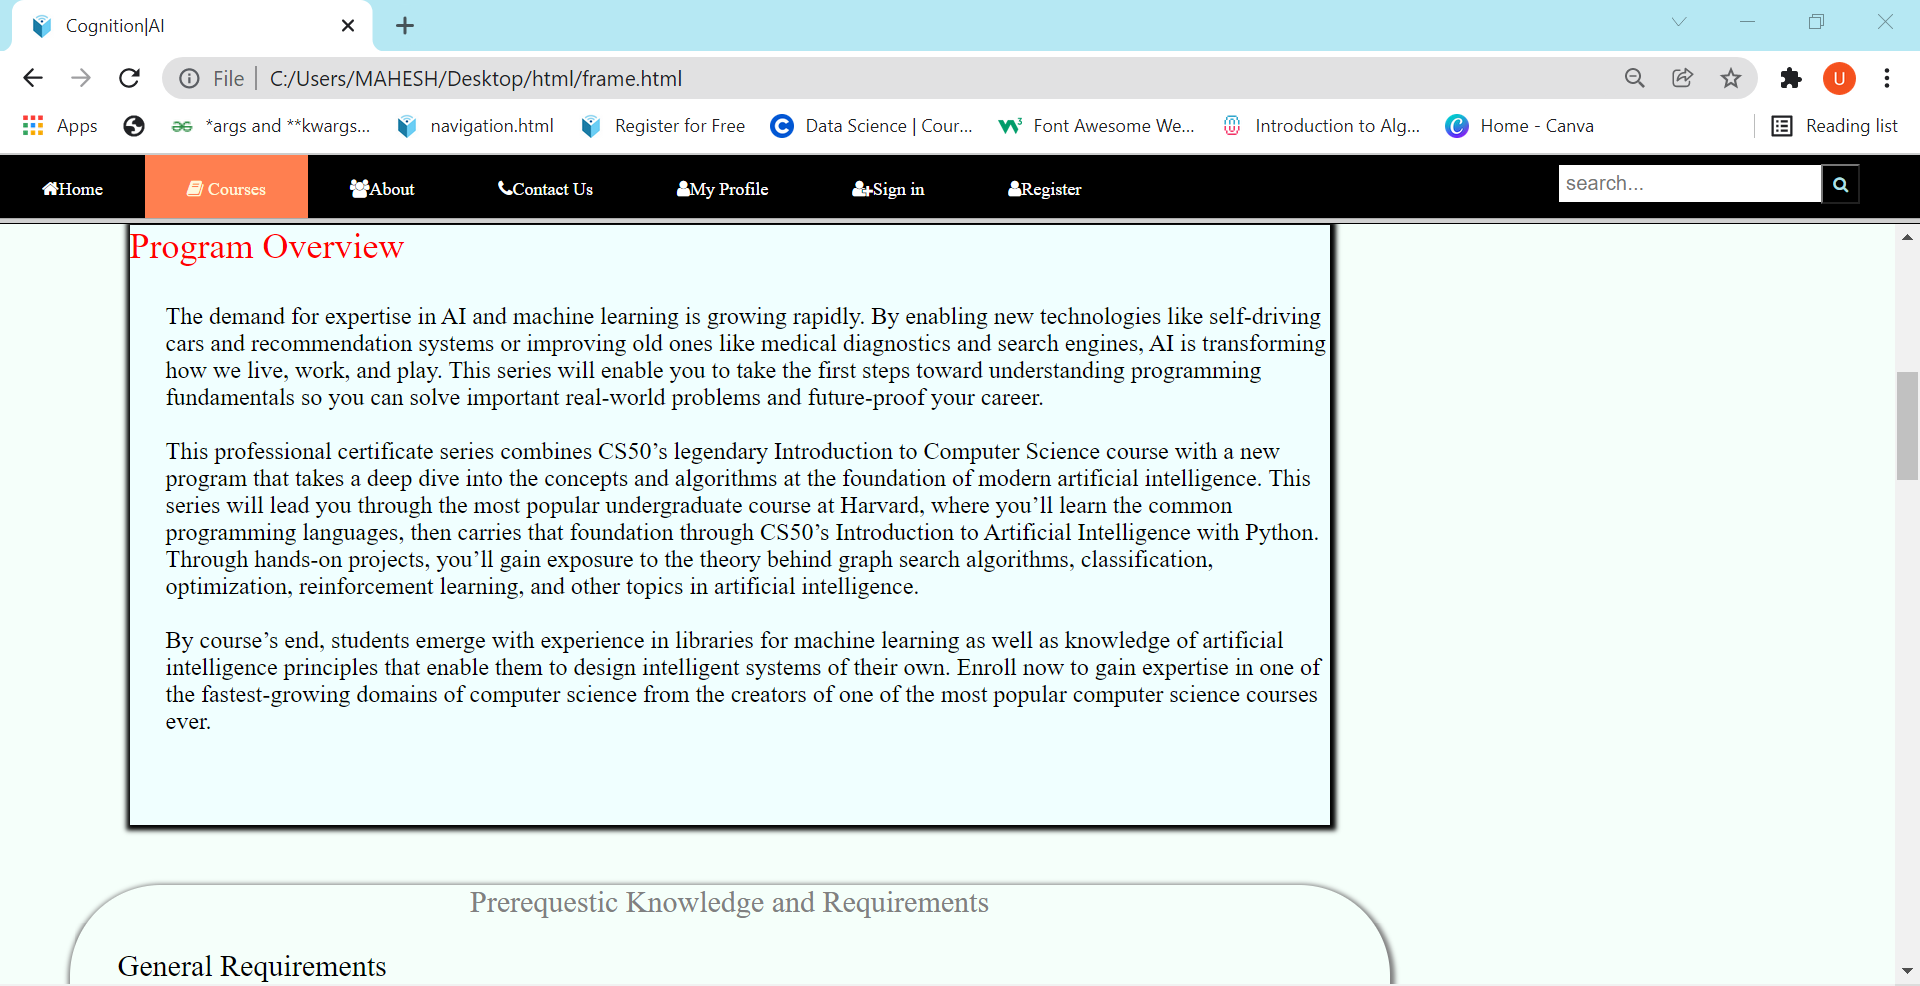 Cognition|AI
File C:/Users/MAHESH/Desktop/html/frame.html
U
Apps *args and **kwargs... navigation.html Register for Free Data Science | Cour... Font Awesome We... Introduction to Alg... Home - Canva Reading list
Home Courses About Contact Us My Profile Sign in Register search...
Program Overview
The demand for expertise in AI and machine learning is growing rapidly. By enabling new technologies like self-driving
cars and recommendation systems or improving old ones like medical diagnostics and search engines, AI is transforming
how we live, work, and play. This series will enable you to take the first steps toward understanding programming
fundamentals so you can solve important real-world problems and future-proof your career.
This professional certificate series combines CS50’s legendary Introduction to Computer Science course with a new
program that takes a deep dive into the concepts and algorithms at the foundation of modern artificial intelligence. This
series will lead you through the most popular undergraduate course at Harvard, where you’ll learn the common
programming languages, then carries that foundation through CS50’s Introduction to Artificial Intelligence with Python.
Through hands-on projects, you’ll gain exposure to the theory behind graph search algorithms, classification,
optimization, reinforcement learning, and other topics in artificial intelligence.
By course’s end, students emerge with experience in libraries for machine learning as well as knowledge of artificial
intelligence principles that enable them to design intelligent systems of their own. Enroll now to gain expertise in one of
the fastest-growing domains of computer science from the creators of one of the most popular computer science courses
ever.
Prerequestic Knowledge and Requirements
General Requirements